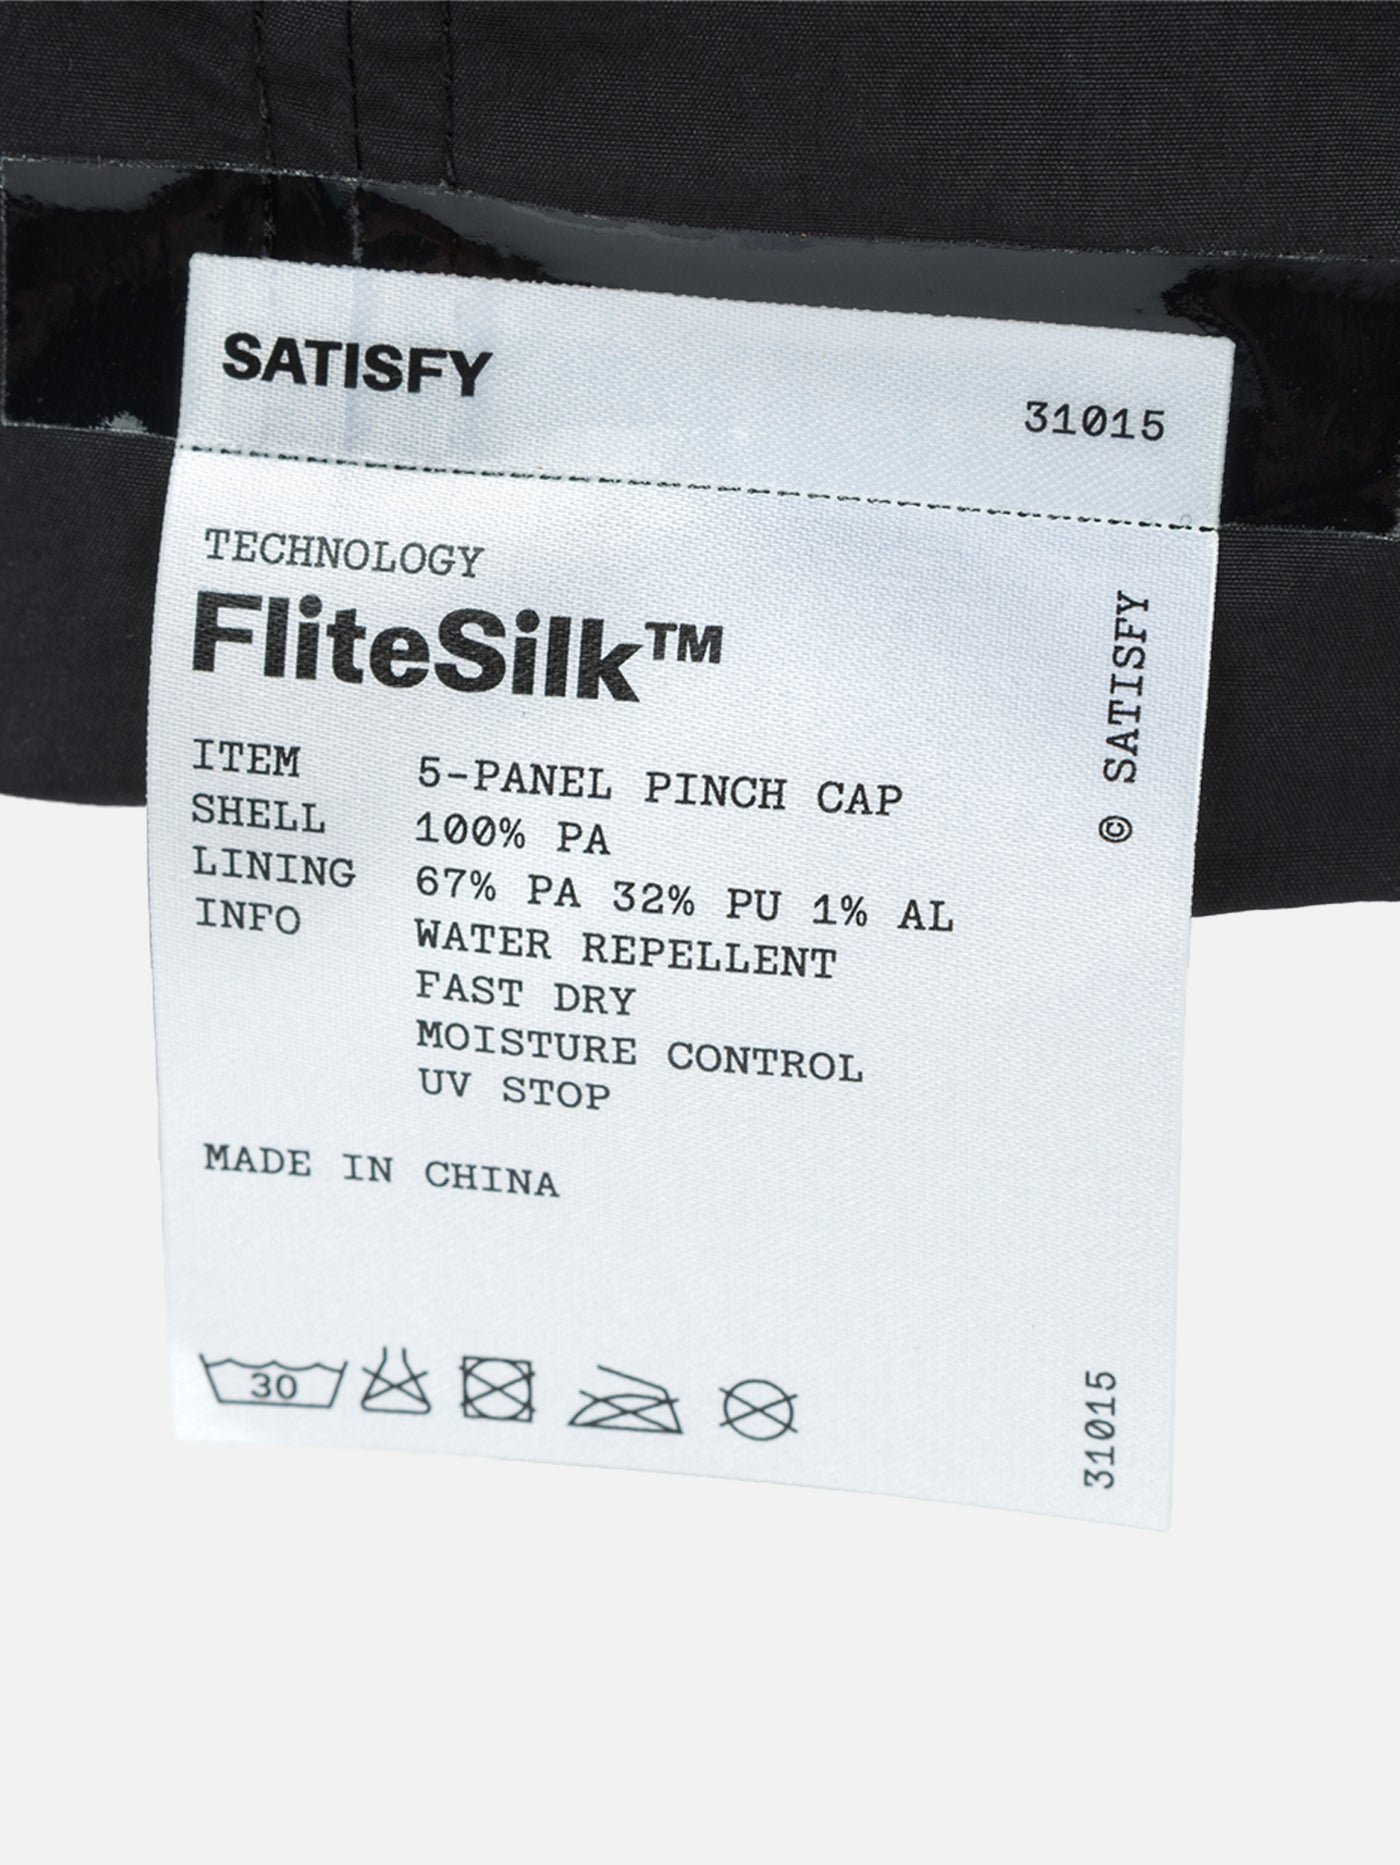 SATISFY
31015
TECHNOLOGY
FliteSilk™
ITEM 5-PANEL PINCH CAP
SHELL 100% PA
LINING 67% PA 32% PU 1% AL
INFO WATER REPELLENT
FAST DRY
MOISTURE CONTROL
UV STOP
MADE IN CHINA
30
© SATISFY
31015